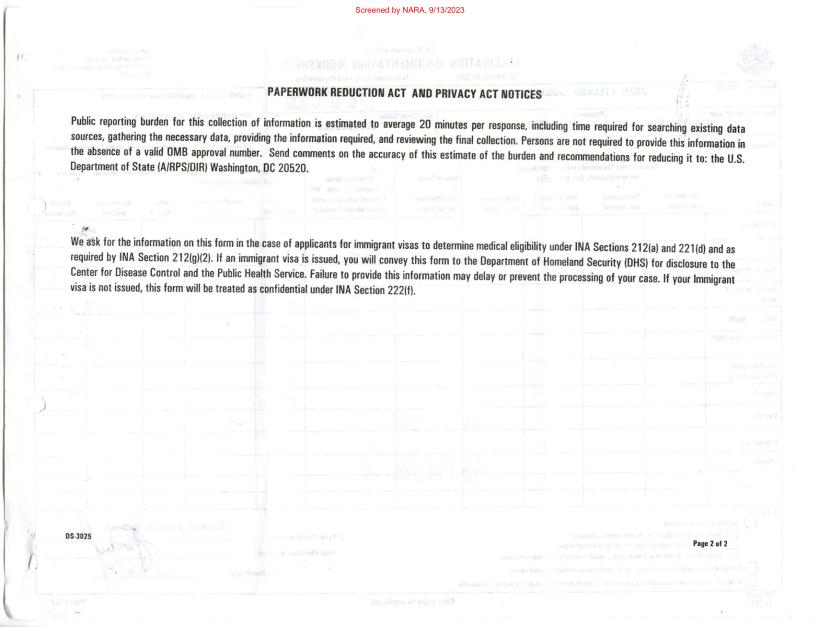 Screened by NARA, 9/13/2023
PAPERWORK REDUCTION ACT AND PRIVACY ACT NOTICES
Public reporting burden for this collection of information is estimated to average 20 minutes per response, including time required for searching existing data
sources, gathering the necessary data, providing the information required, and reviewing the final collection. Persons are not required to provide this information in
the absence of a valid OMB approval number. Send comments on the accuracy of this estimate of the burden and recommendations for reducing it to: the U.S.
Department of State (A/RPS/DIR) Washington, DC 20520.
We ask for the information on this form in the case of applicants for immigrant visas to determine medical eligibility under INA Sections 212(a) and 221(d) and as
required by INA Section 212(g)(2). If an immigrant visa is issued, you will convey this form to the Department of Homeland Security (DHS) for disclosure to the
Center for Disease Control and the Public Health Service. Failure to provide this information may delay or prevent the processing of your case. If your Immigrant
visa is not issued, this form will be treated as confidential under INA Section 222(f).
DS-3025
Page 2 of 2